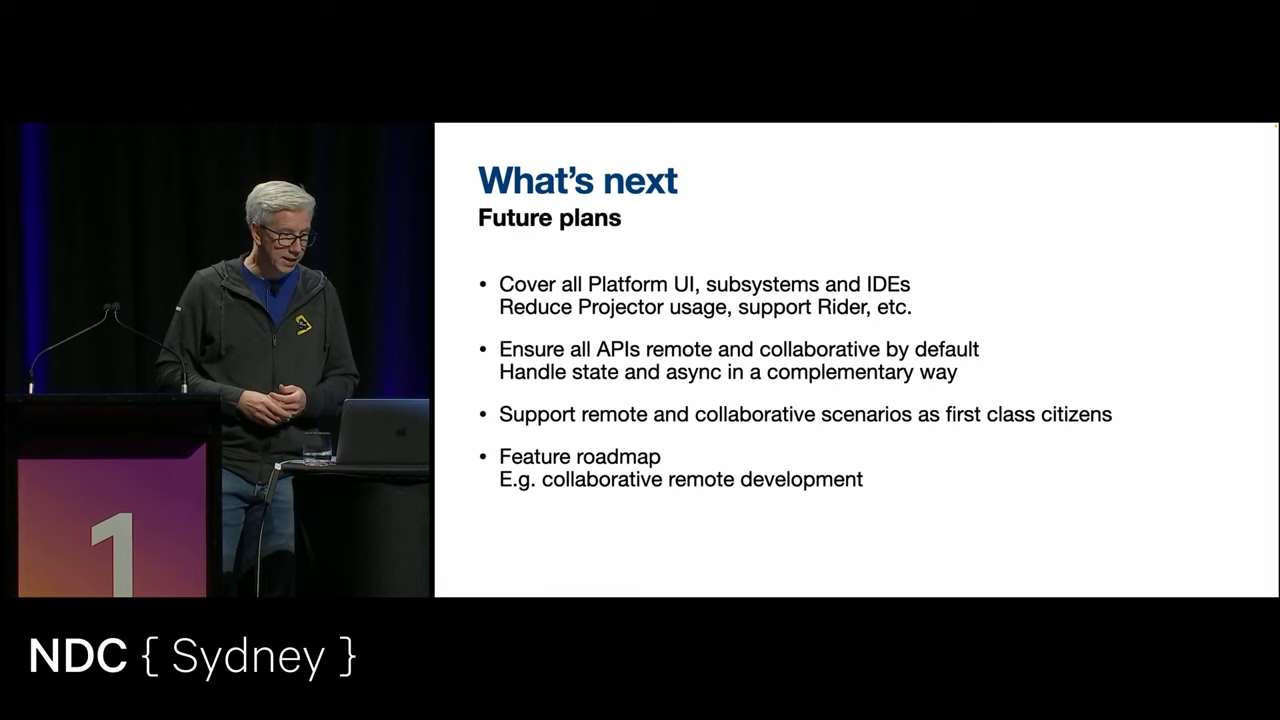 What's next
Future plans
• Cover all Platform UI, subsystems and IDEs
Reduce Projector usage, support Rider, etc.
• Ensure all APIs remote and collaborative by default
Handle state and async in a complementary way
• Support remote and collaborative scenarios as first class citizens
• Feature roadmap
E.g. collaborative remote development
1
NDC { Sydney }